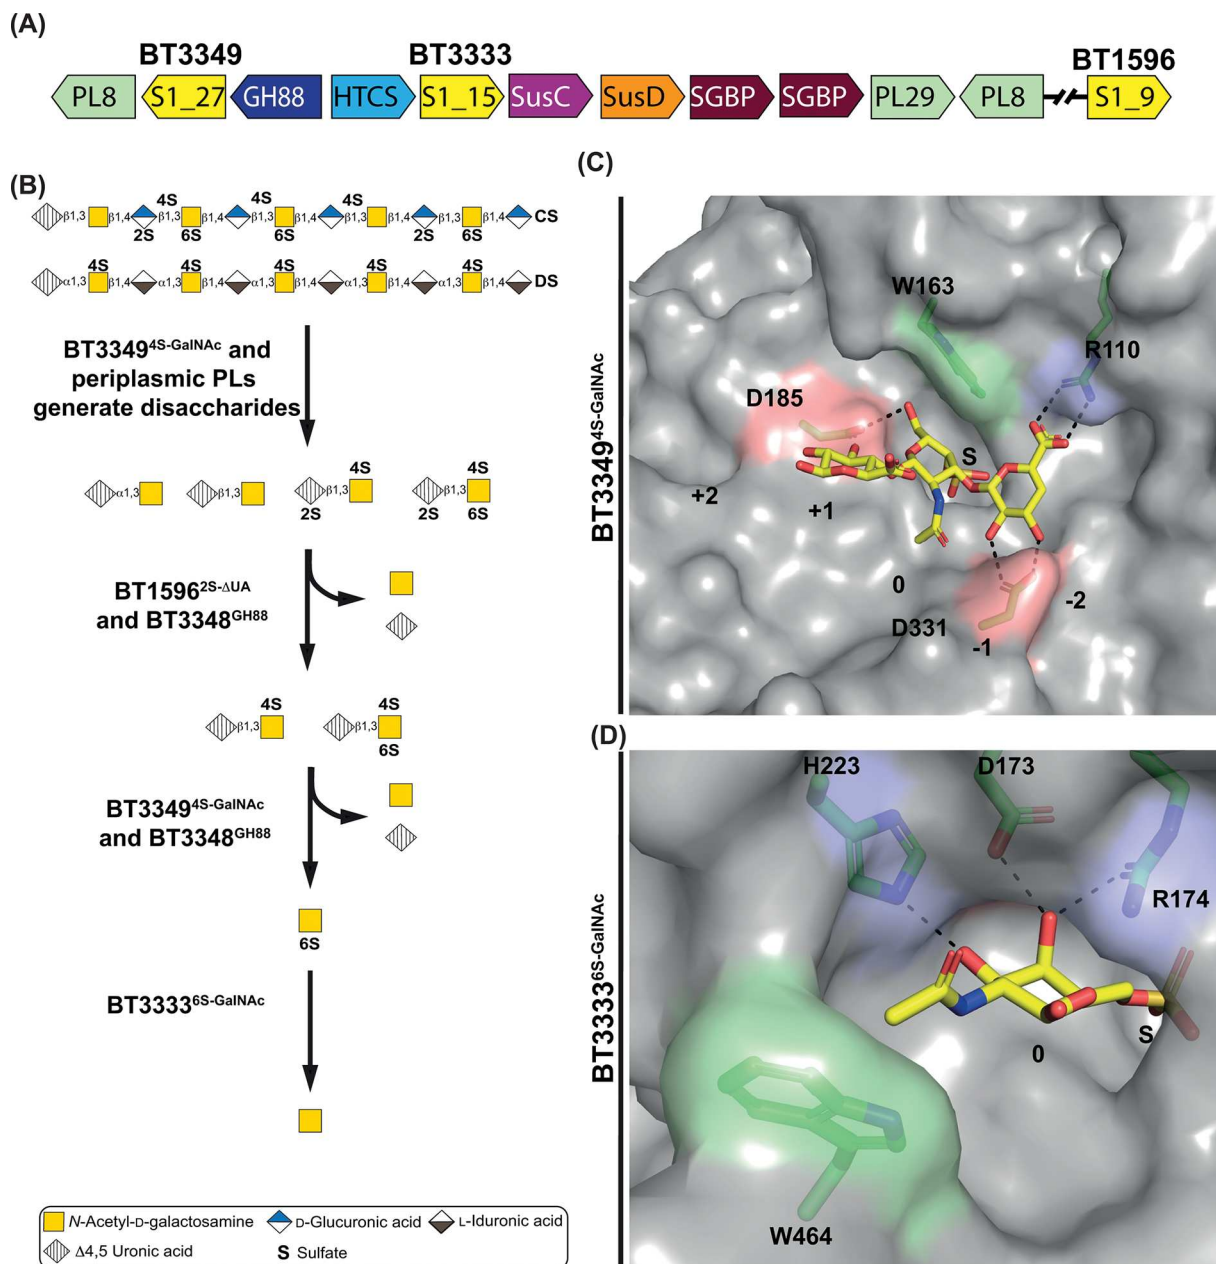 (A)
BT3349 BT3333 BT1596
PL8 S1_27 GH88 HTCS S1_15 SusC SusD SGBP SGBP PL29 PL8 S1_9
(B)
4S 4S 4S
β1,3 β1,4 β1,3 β1,4 β1,3 β1,4 β1,3 β1,4 β1,3 β1,4 CS
2S 6S 6S 2S 6S
4S 4S 4S 4S 4S
α1,3 β1,4 α1,3 β1,4 α1,3 β1,4 α1,3 β1,4 α1,3 β1,4 DS
BT3349 4S-GalNAc and
periplasmic PLs
generate disaccharides
4S 4S
α1,3 β1,3 β1,3 β1,3
2S 2S 6S
BT1596 2S-ΔUA
and BT3348 GH88
4S 4S
β1,3 β1,3
6S
BT3349 4S-GalNAc
and BT3348 GH88
6S
BT3333 6S-GalNAc
N-Acetyl-D-galactosamine D-Glucuronic acid L-Iduronic acid
Δ4,5 Uronic acid S Sulfate
(C)
BT3349 4S-GalNAc
W163
R110
D185
S
+2
+1
0
-2
D331
-1
(D)
BT3333 6S-GalNAc
H223 D173
R174
S
0
W464